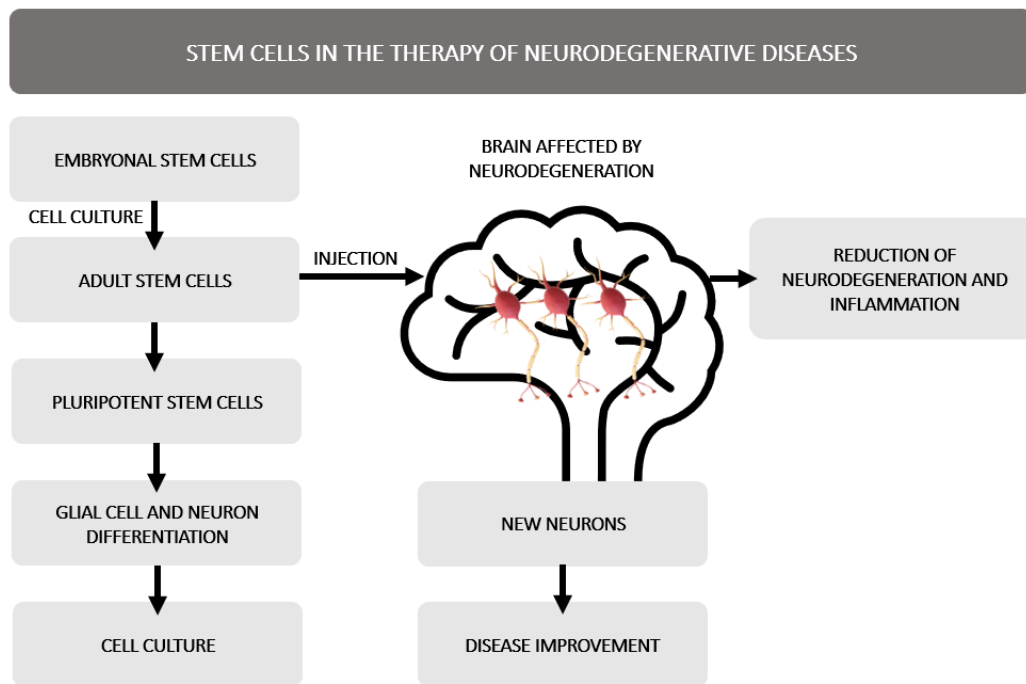 STEM CELLS IN THE THERAPY OF NEURODEGENERATIVE DISEASES
EMBRYONAL STEM CELLS
CELL CULTURE
ADULT STEM CELLS
PLURIPOTENT STEM CELLS
GLIAL CELL AND NEURON
DIFFERENTIATION
CELL CULTURE
INJECTION
BRAIN AFFECTED BY
NEURODEGENERATION
NEW NEURONS
DISEASE IMPROVEMENT
REDUCTION OF
NEURODEGENERATION AND
INFLAMMATION